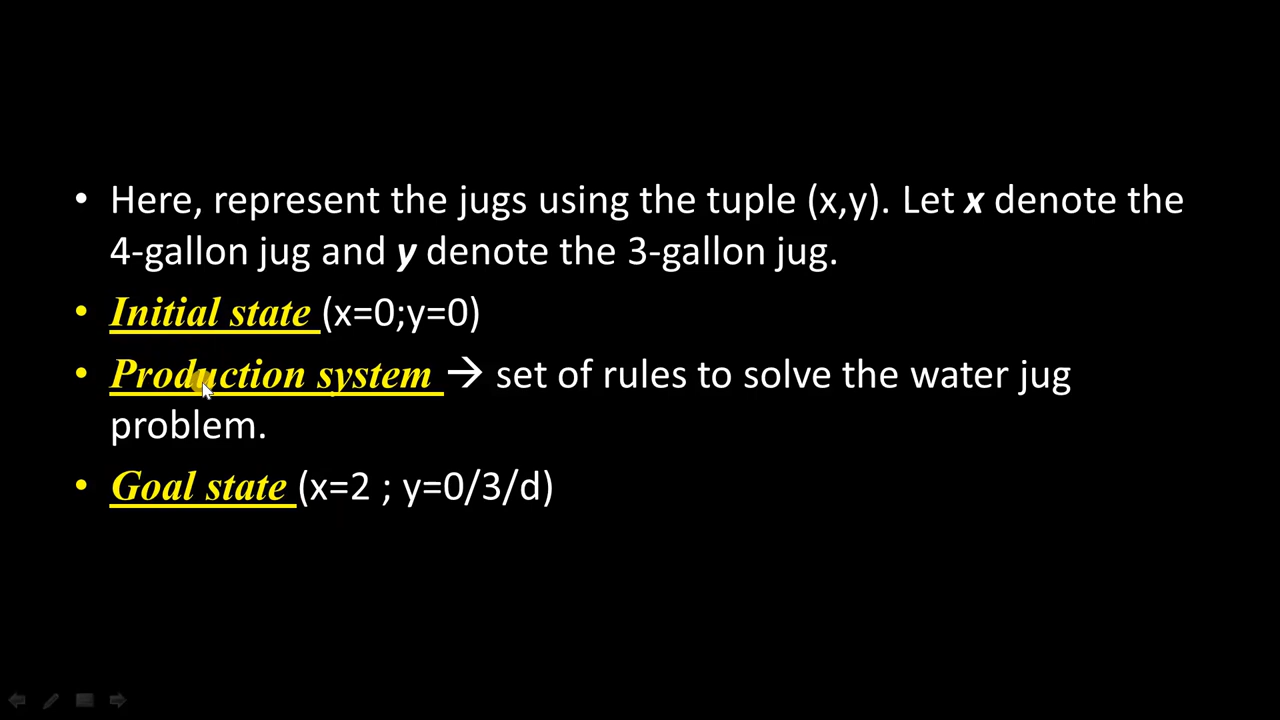 • Here, represent the jugs using the tuple (x,y). Let x denote the
4-gallon jug and y denote the 3-gallon jug.
• Initial state (x=0;y=0)
• Production system → set of rules to solve the water jug
problem.
• Goal state (x=2 ; y=0/3/d)